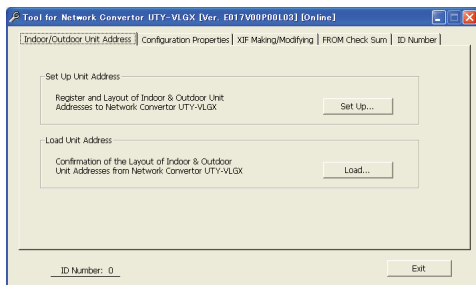 Tool for Network Convertor UTY-VLGX [Ver. E017V00P00L03] [Online]
Indoor/Outdoor Unit Address Configuration Properties XIF Making/Modifying FROM Check Sum ID Number
Set Up Unit Address
Register and Layout of Indoor & Outdoor Unit
Addresses to Network Convertor UTY-VLGX
Set Up...
Load Unit Address
Confirmation of the Layout of Indoor & Outdoor
Unit Addresses from Network Convertor UTY-VLGX
Load...
ID Number: 0
Exit